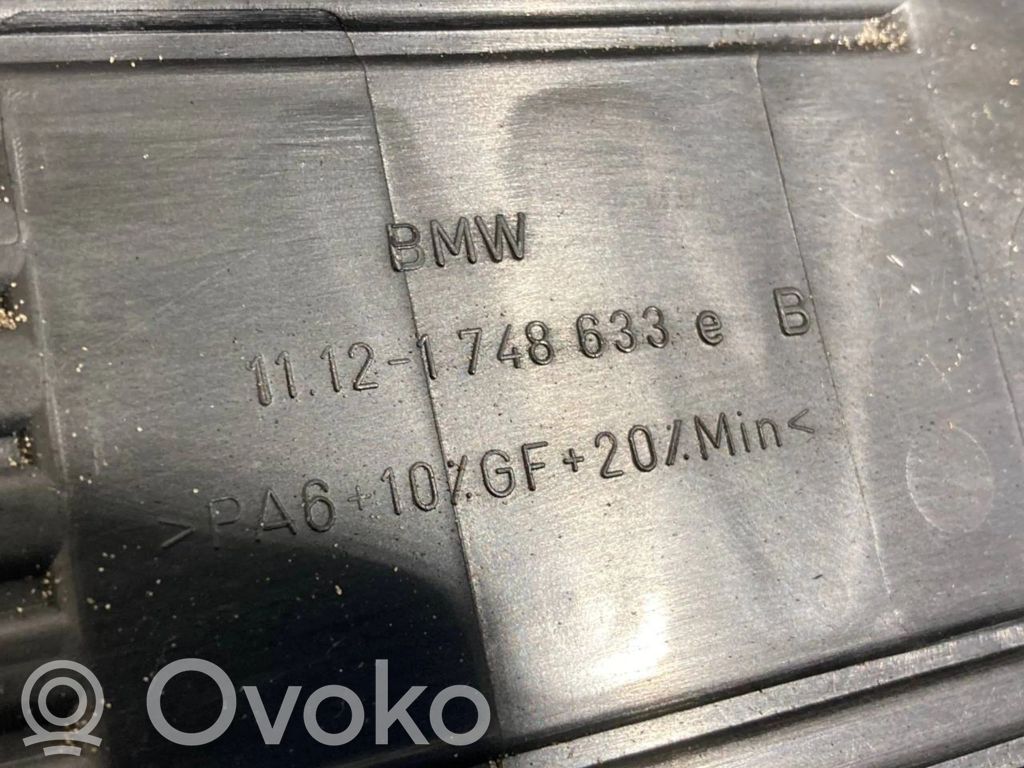 BMW
11.12-1 748 633 e B
>PA6+10%GF+20%Min<
Ovoko